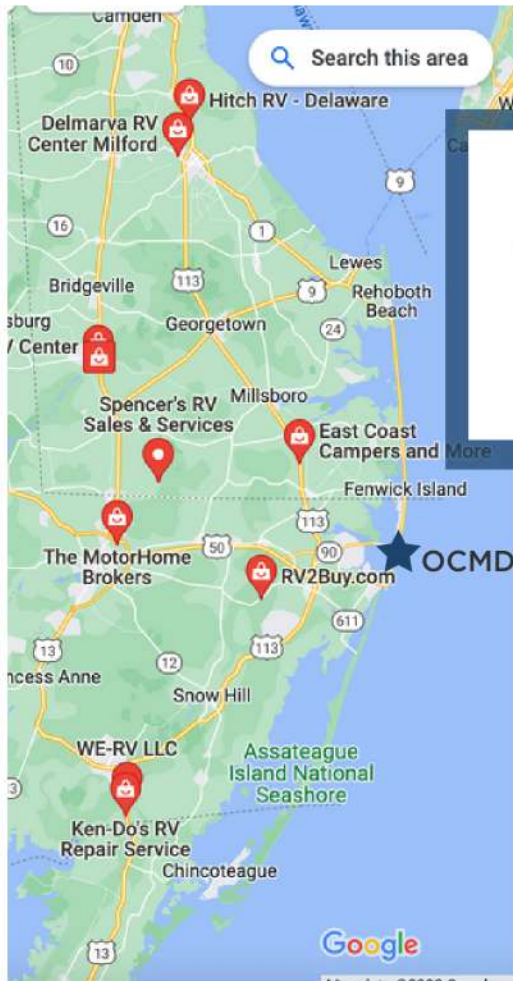 Camden
Search this area
10
Hitch RV - Delaware
Delmarva RV
Center Milford
9
16
1
Lewes
113
Bridgeville
9
Rehoboth
Beach
sburg
Georgetown
24
/ Center
Millsboro
Spencer's RV
Sales & Services
East Coast
Campers and More
Fenwick Island
113
50
90
OCMD
The MotorHome
Brokers
RV2Buy.com
611
13
113
12
ncess Anne
Snow Hill
WE-RV LLC
Assateague
Island National
Seashore
Ken-Do's RV
Repair Service
Chincoteague
Google
13